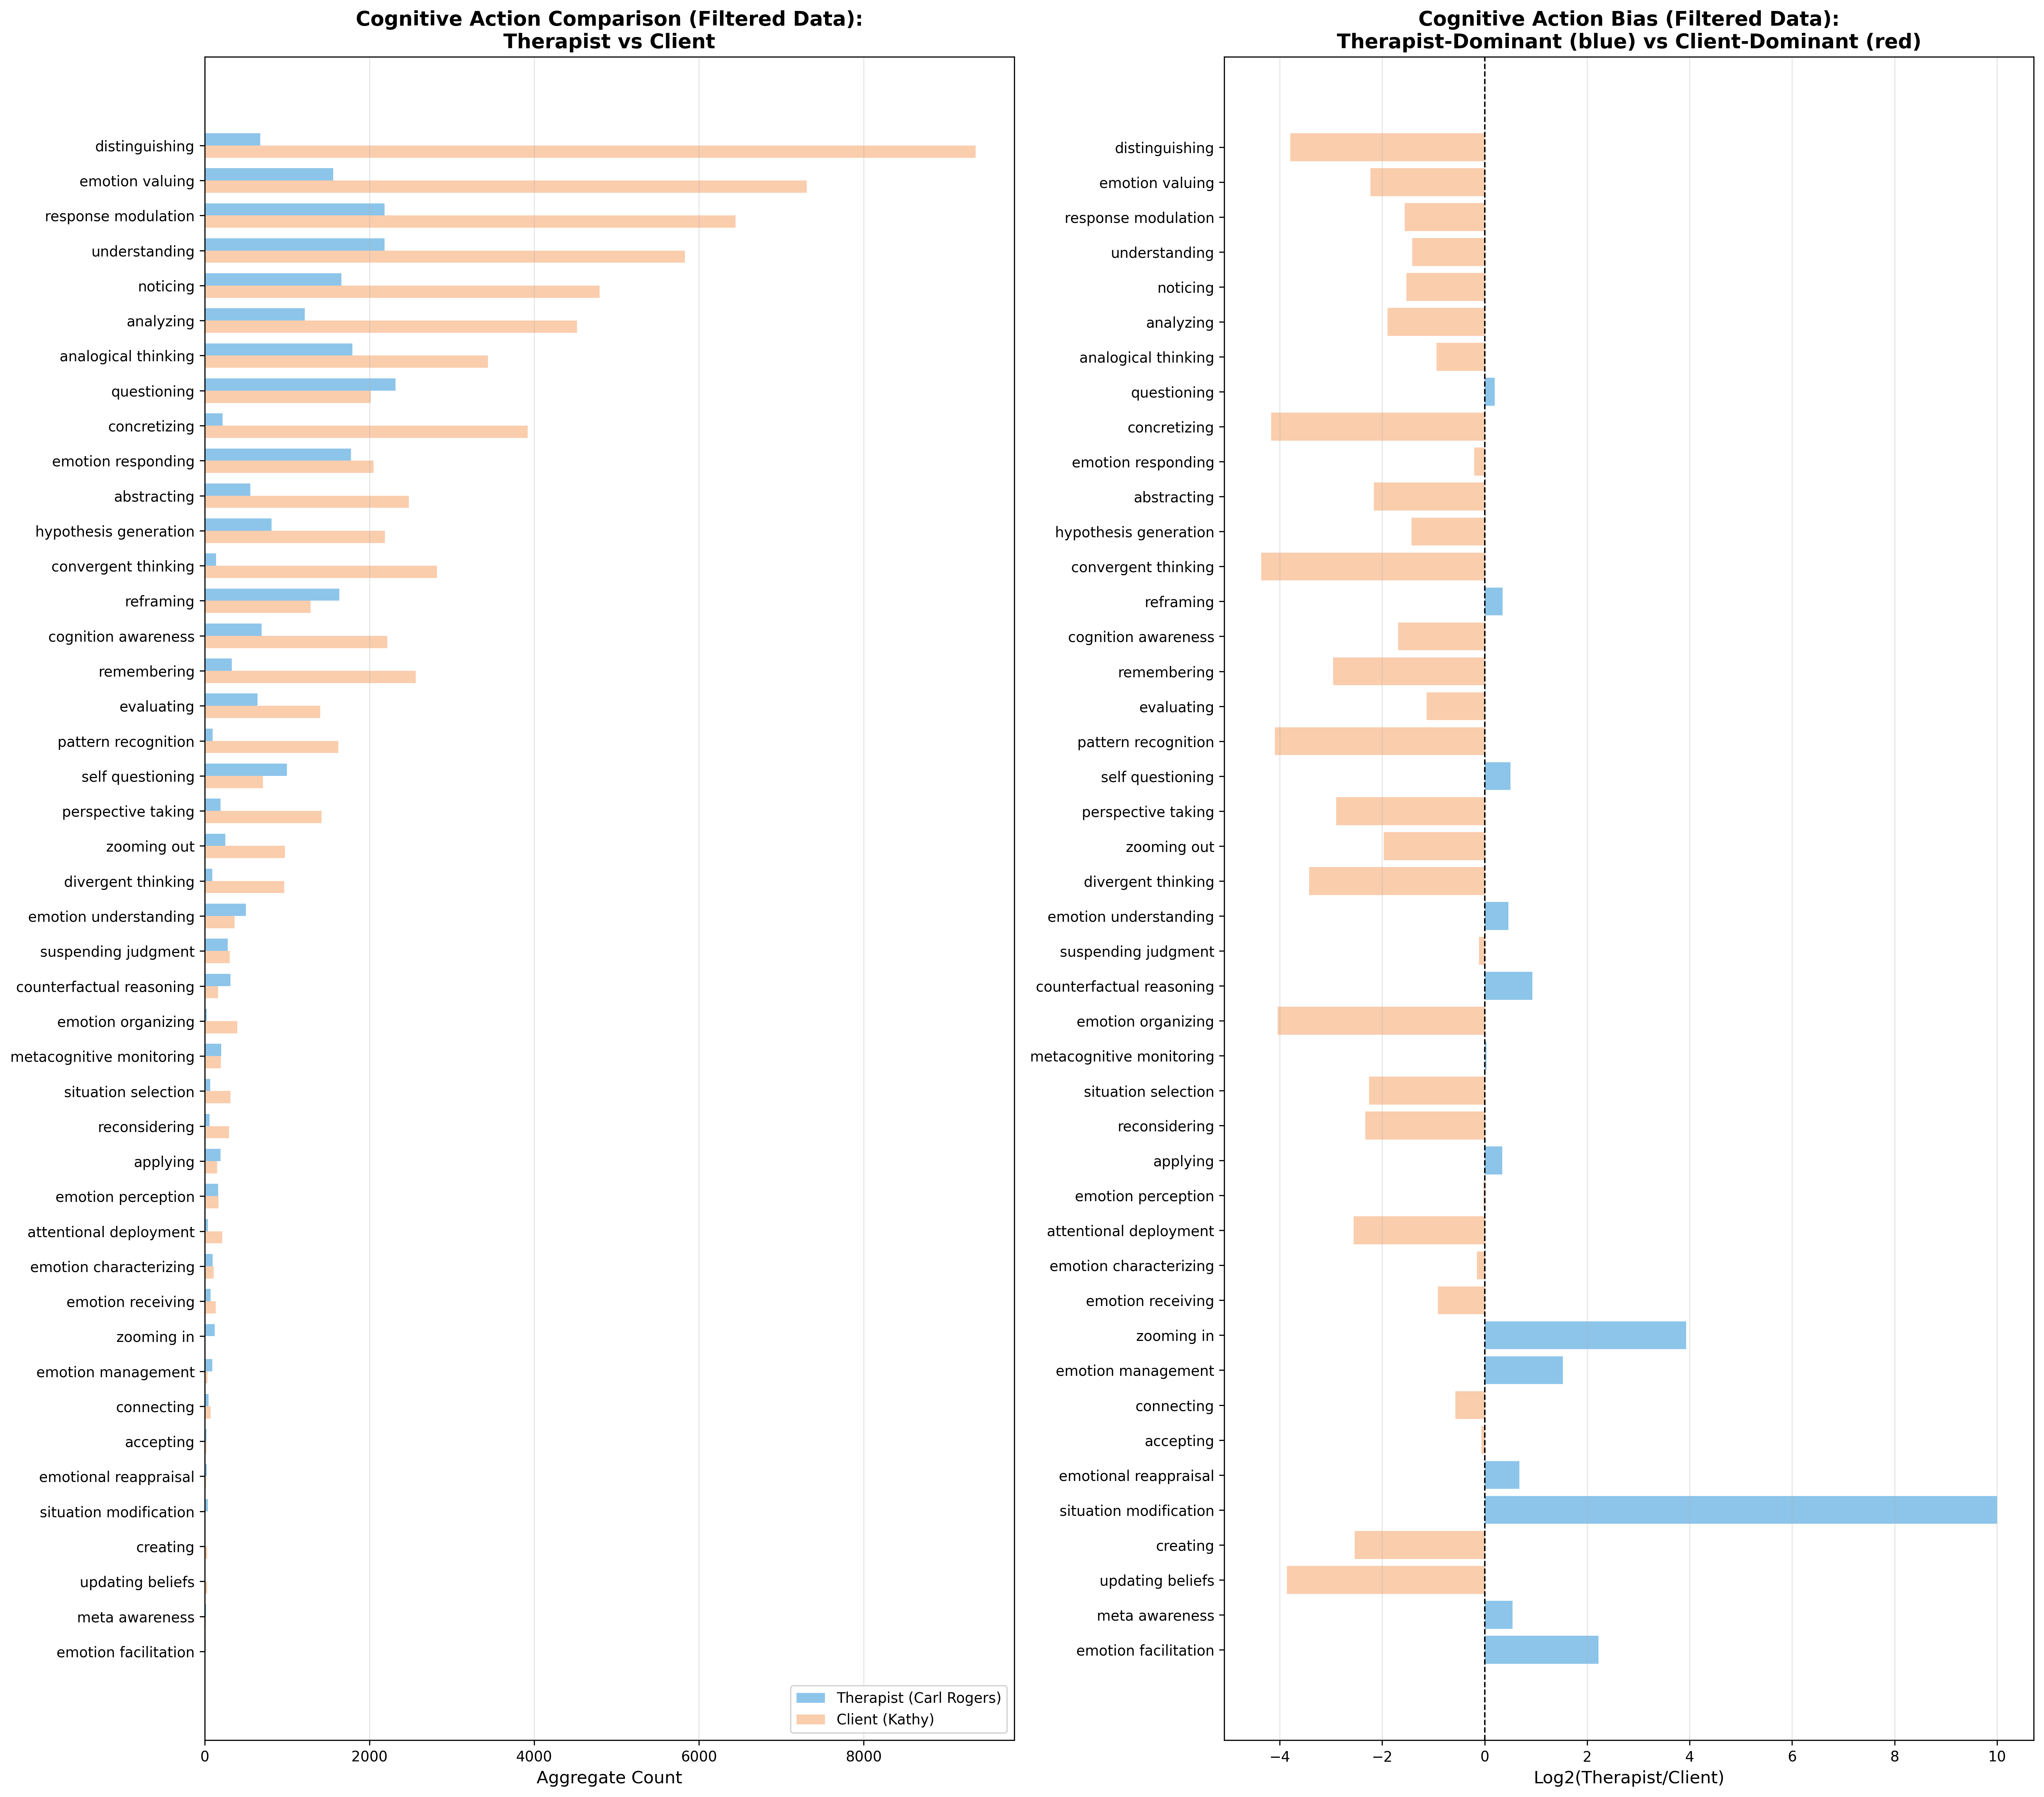 Cognitive Action Comparison (Filtered Data):
Therapist vs Client
distinguishing
emotion valuing
response modulation
understanding
noticing
analyzing
analogical thinking
questioning
concretizing
emotion responding
abstracting
hypothesis generation
convergent thinking
reframing
cognition awareness
remembering
evaluating
pattern recognition
self questioning
perspective taking
zooming out
divergent thinking
emotion understanding
suspending judgment
counterfactual reasoning
emotion organizing
metacognitive monitoring
situation selection
reconsidering
applying
emotion perception
attentional deployment
emotion characterizing
emotion receiving
zooming in
emotion management
connecting
accepting
emotional reappraisal
situation modification
creating
updating beliefs
meta awareness
emotion facilitation
Therapist (Carl Rogers)
Client (Kathy)
0 2000 4000 6000 8000
Aggregate Count
Cognitive Action Bias (Filtered Data):
Therapist-Dominant (blue) vs Client-Dominant (red)
distinguishing
emotion valuing
response modulation
understanding
noticing
analyzing
analogical thinking
questioning
concretizing
emotion responding
abstracting
hypothesis generation
convergent thinking
reframing
cognition awareness
remembering
evaluating
pattern recognition
self questioning
perspective taking
zooming out
divergent thinking
emotion understanding
suspending judgment
counterfactual reasoning
emotion organizing
metacognitive monitoring
situation selection
reconsidering
applying
emotion perception
attentional deployment
emotion characterizing
emotion receiving
zooming in
emotion management
connecting
accepting
emotional reappraisal
situation modification
creating
updating beliefs
meta awareness
emotion facilitation
−4 −2 0 2 4 6 8 10
Log2(Therapist/Client)